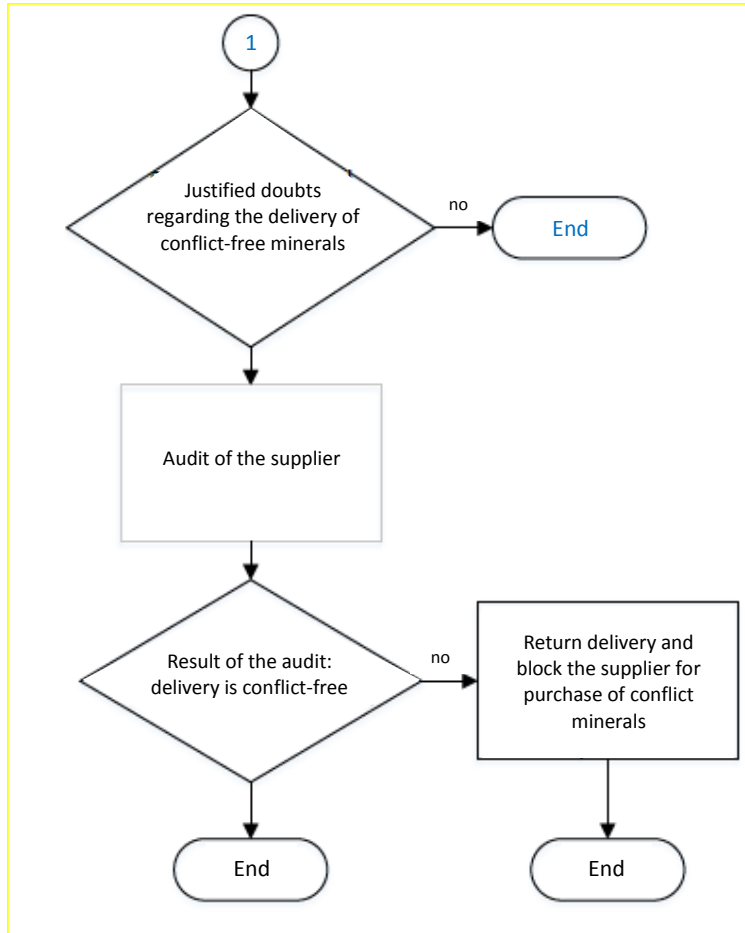 1
Justified doubts
regarding the delivery of
conflict-free minerals
no
End
Audit of the supplier
Result of the audit:
delivery is conflict-free
no
Return delivery and
block the supplier for
purchase of conflict
minerals
End
End